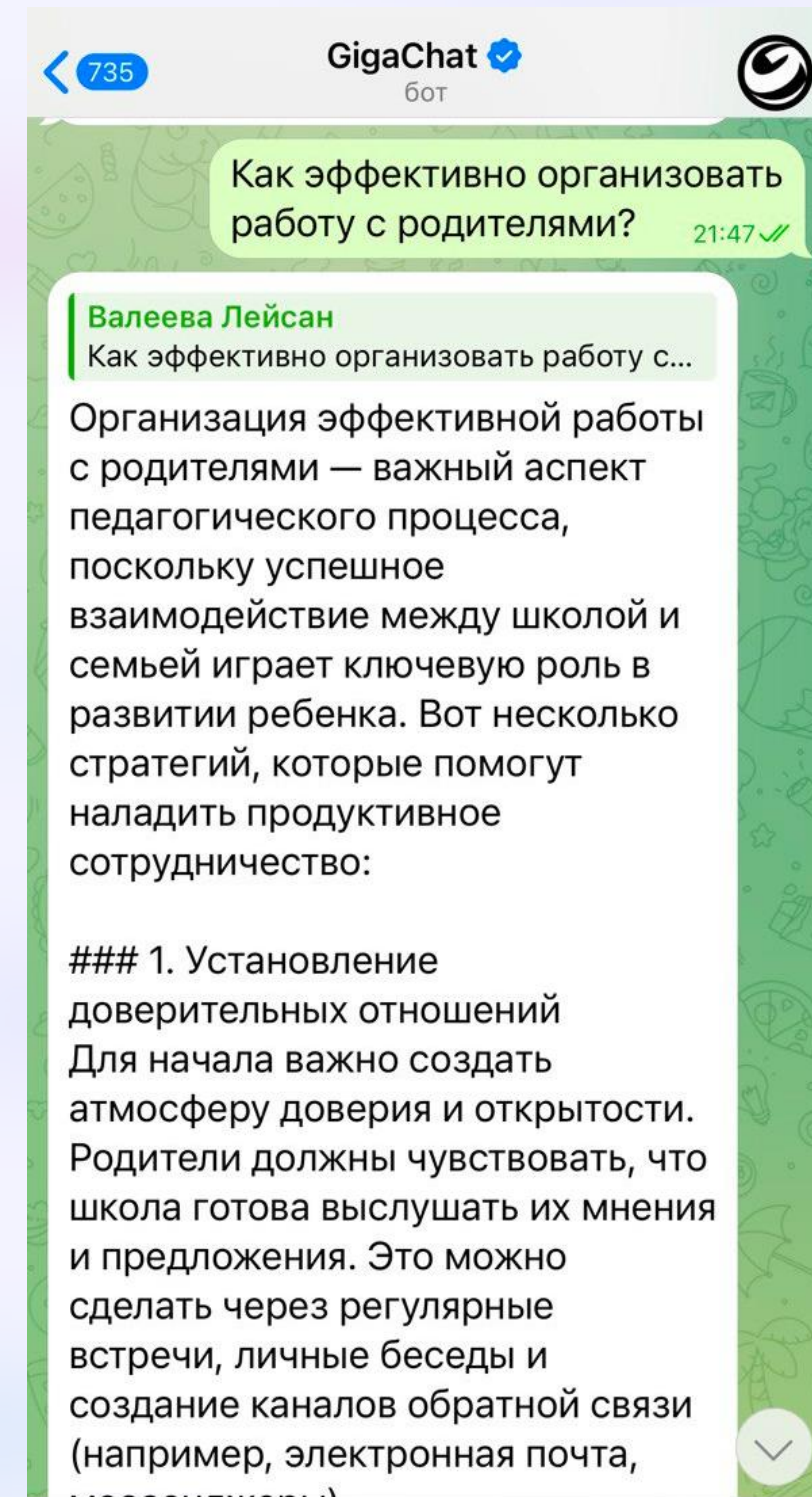 735
GigaChat
бот
Как эффективно организовать
работу с родителями?
21:47
Валеева Лейсан
Как эффективно организовать работу с...
Организация эффективной работы
с родителями — важный аспект
педагогического процесса,
поскольку успешное
взаимодействие между школой и
семьей играет ключевую роль в
развитии ребенка. Вот несколько
стратегий, которые помогут
наладить продуктивное
сотрудничество:
### 1. Установление
доверительных отношений
Для начала важно создать
атмосферу доверия и открытости.
Родители должны чувствовать, что
школа готова выслушать их мнения
и предложения. Это можно
сделать через регулярные
встречи, личные беседы и
создание каналов обратной связи
(например, электронная почта,